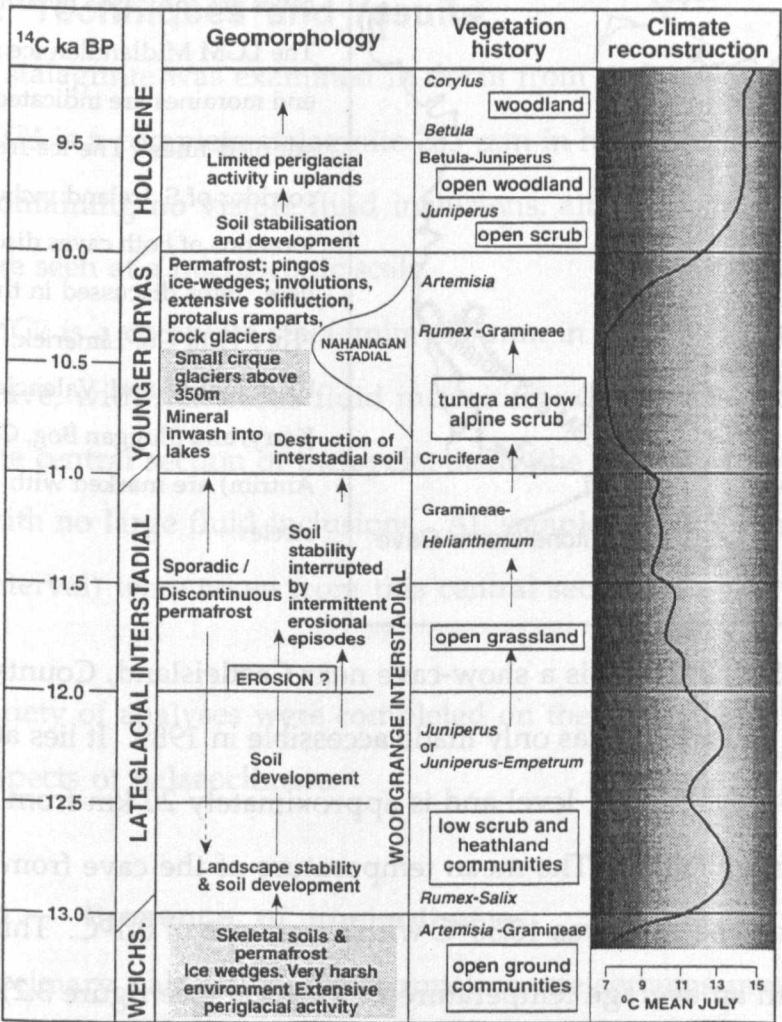 14C ka BP
Geomorphology
Vegetation
history
Climate
reconstruction
9.5
10.0
10.5
11.0
11.5
12.0
12.5
13.0
HOLOCENE
YOUNGER DRYAS
LATEGLACIAL INTERSTADIAL
WEICHS.
Limited periglacial
activity in uplands
Soil stabilisation
and development
Permafrost; pingos
ice-wedges; involutions,
extensive solifluction,
protalus ramparts,
rock glaciers
Small cirque
glaciers above
350m
Mineral
inwash into
lakes
Destruction of
interstadial soil
NAHANAGAN
STADIAL
Soil
stability
interrupted
by
intermittent
erosional
episodes
Sporadic /
Discontinuous
permafrost
EROSION ?
Soil
development
Landscape stability
& soil development
Skeletal soils &
permafrost
Ice wedges. Very harsh
environment Extensive
periglacial activity
WOODGRANGE INTERSTADIAL
Corylus
woodland
Betula
Betula-Juniperus
open woodland
Juniperus
open scrub
Artemisia
Rumex -Gramineae
tundra and low
alpine scrub
Cruciferae
Gramineae-
Helianthemum
open grassland
Juniperus
or
Juniperus-Empetrum
low scrub and
heathland
communities
Rumex-Salix
Artemisia -Gramineae
open ground
communities
7 9 11 13 15
0C MEAN JULY